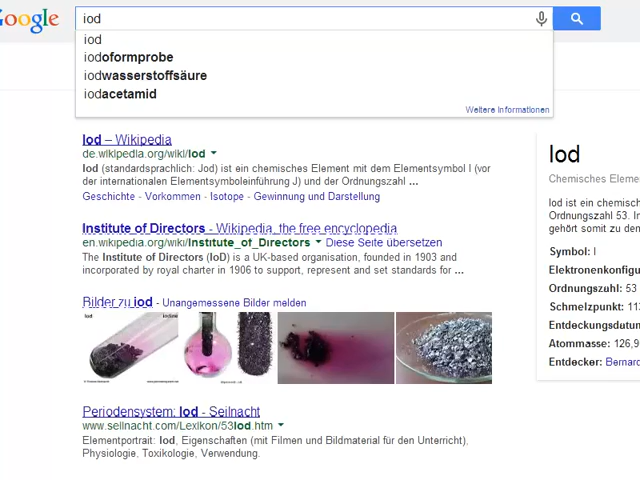 Google
iod
iod
iodoformprobe
iodwasserstoffsäure
iodacetamid
Weitere Informationen
Iod – Wikipedia
de.wikipedia.org/wiki/Iod
Iod (standardsprachlich: Jod) ist ein chemisches Element mit dem Elementsymbol I (vor
der internationalen Elementsymboleinführung J) und der Ordnungszahl ...
Geschichte - Vorkommen - Isotope - Gewinnung und Darstellung
Institute of Directors - Wikipedia, the free encyclopedia
en.wikipedia.org/wiki/Institute_of_Directors Diese Seite übersetzen
The Institute of Directors (IoD) is a UK-based organisation, founded in 1903 and
incorporated by royal charter in 1906 to support, represent and set standards for ...
Bilder zu iod - Unangemessene Bilder melden
Iod
Periodensystem: Iod - Seilnacht
www.seilnacht.com/Lexikon/53Iod.htm
Elementportrait: Iod, Eigenschaften (mit Filmen und Bildmaterial für den Unterricht),
Physiologie, Toxikologie, Verwendung.
Iod
Chemisches Eleme
Iod ist ein chemisc
Ordnungszahl 53. I
gehört somit zu den
Symbol: I
Elektronenkonfigu
Ordnungszahl: 53
Schmelzpunkt: 11
Entdeckungsdatun
Atommasse: 126,9
Entdecker: Bernard